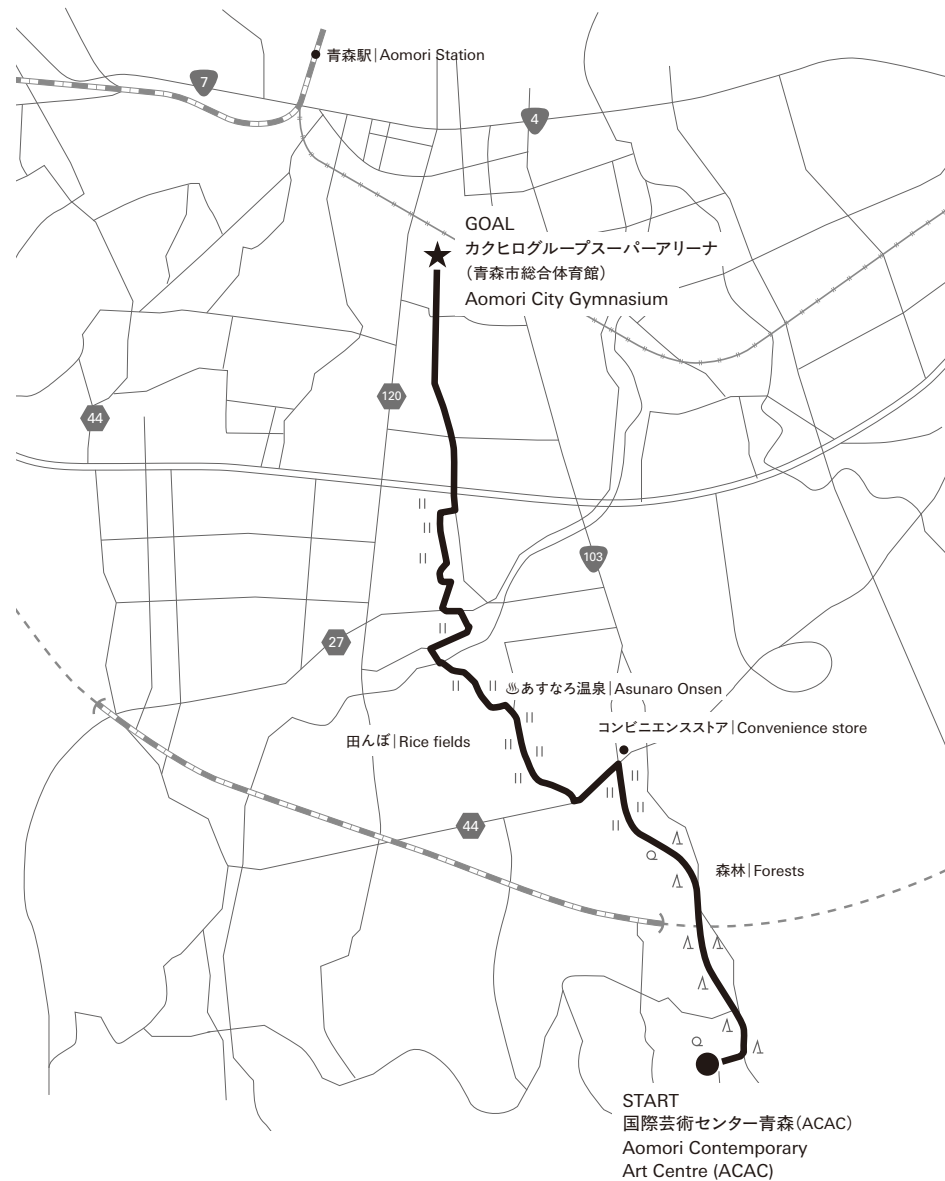 青森駅|Aomori Station
7
4
GOAL
カクヒログループスーパーアリーナ
(青森市総合体育館)
Aomori City Gymnasium
120
44
103
27
♨あすなろ温泉|Asunaro Onsen
コンビニエンスストア|Convenience store
田んぼ|Rice fields
44
森林|Forests
START
国際芸術センター青森(ACAC)
Aomori Contemporary
Art Centre (ACAC)